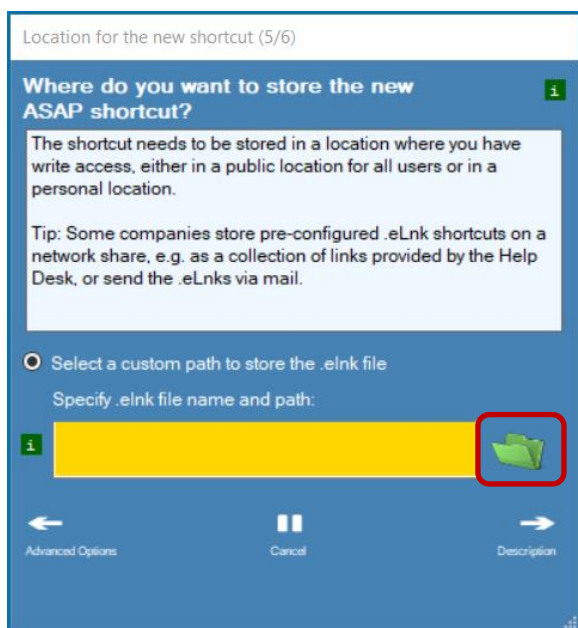 Location for the new shortcut (5/6)
Where do you want to store the new
ASAP shortcut?
i
The shortcut needs to be stored in a location where you have
write access, either in a public location for all users or in a
personal location.
Tip: Some companies store pre-configured .eLnk shortcuts on a
network share, e.g. as a collection of links provided by the Help
Desk, or send the .eLnks via mail.
Select a custom path to store the .elnk file
Specify .elnk file name and path:
i
Advanced Options
Cancel
Description